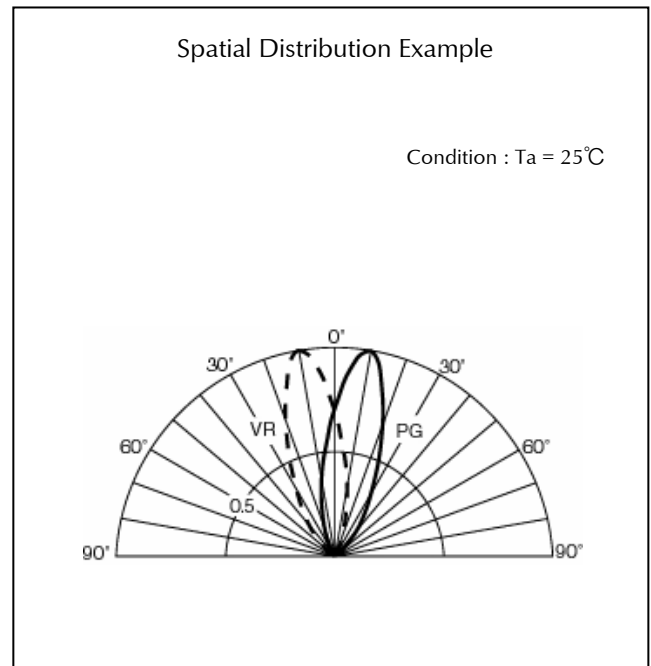 Spatial Distribution Example
Condition : Ta = 25℃
0°
30° 30°
VR PG
60° 60°
0.5
90° 90°